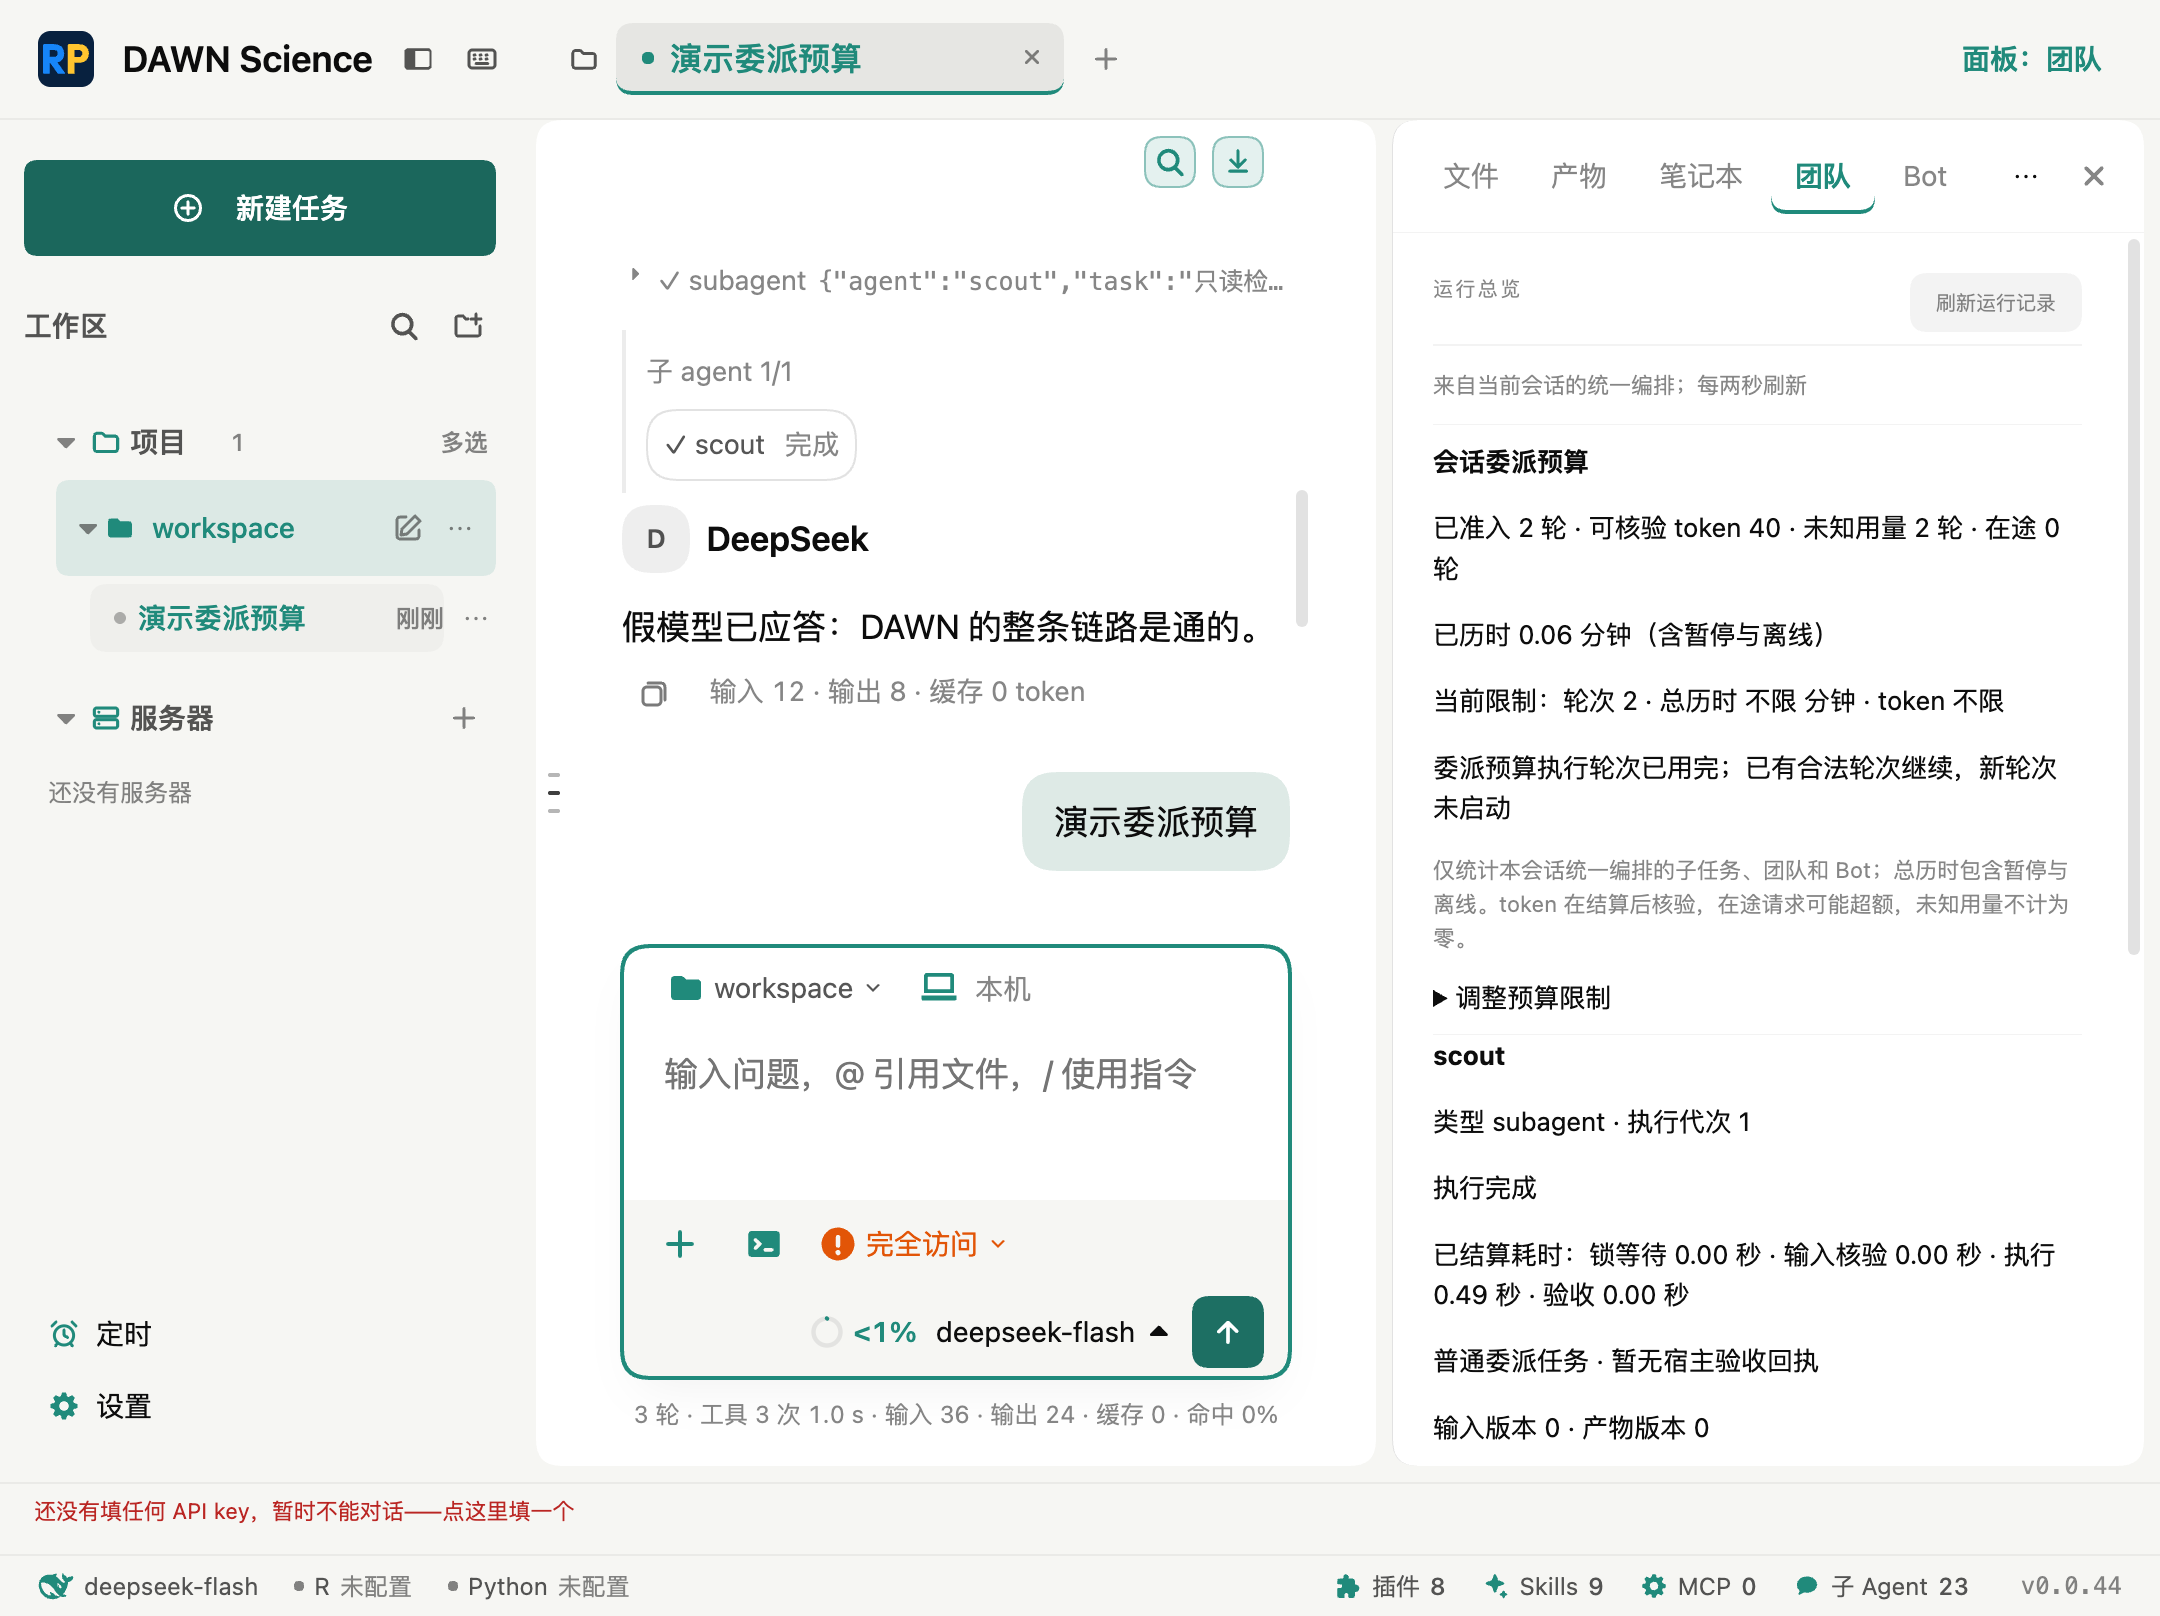 RP
DAWN Science
演示委派预算
面板：团队
新建任务
工作区
项目 1 多选
workspace
演示委派预算 刚刚
服务器
还没有服务器
定时
设置
subagent {"agent":"scout","task":"只读检…
子 agent 1/1
scout 完成
D DeepSeek
假模型已应答：DAWN 的整条链路是通的。
输入 12 · 输出 8 · 缓存 0 token
演示委派预算
workspace 本机
输入问题，@ 引用文件，/ 使用指令
完全访问
<1% deepseek-flash
3 轮 · 工具 3 次 1.0 s · 输入 36 · 输出 24 · 缓存 0 · 命中 0%
文件 产物 笔记本 团队 Bot
运行总览
刷新运行记录
来自当前会话的统一编排；每两秒刷新
会话委派预算
已准入 2 轮 · 可核验 token 40 · 未知用量 2 轮 · 在途 0
轮
已历时 0.06 分钟（含暂停与离线）
当前限制：轮次 2 · 总历时 不限 分钟 · token 不限
委派预算执行轮次已用完；已有合法轮次继续，新轮次
未启动
仅统计本会话统一编排的子任务、团队和 Bot；总历时包含暂停与
离线。token 在结算后核验，在途请求可能超额，未知用量不计为
零。
调整预算限制
scout
类型 subagent · 执行代次 1
执行完成
已结算耗时：锁等待 0.00 秒 · 输入核验 0.00 秒 · 执行
0.49 秒 · 验收 0.00 秒
普通委派任务 · 暂无宿主验收回执
输入版本 0 · 产物版本 0
还没有填任何 API key，暂时不能对话——点这里填一个
deepseek-flash R 未配置 Python 未配置
插件 8 Skills 9 MCP 0 子 Agent 23 v0.0.44